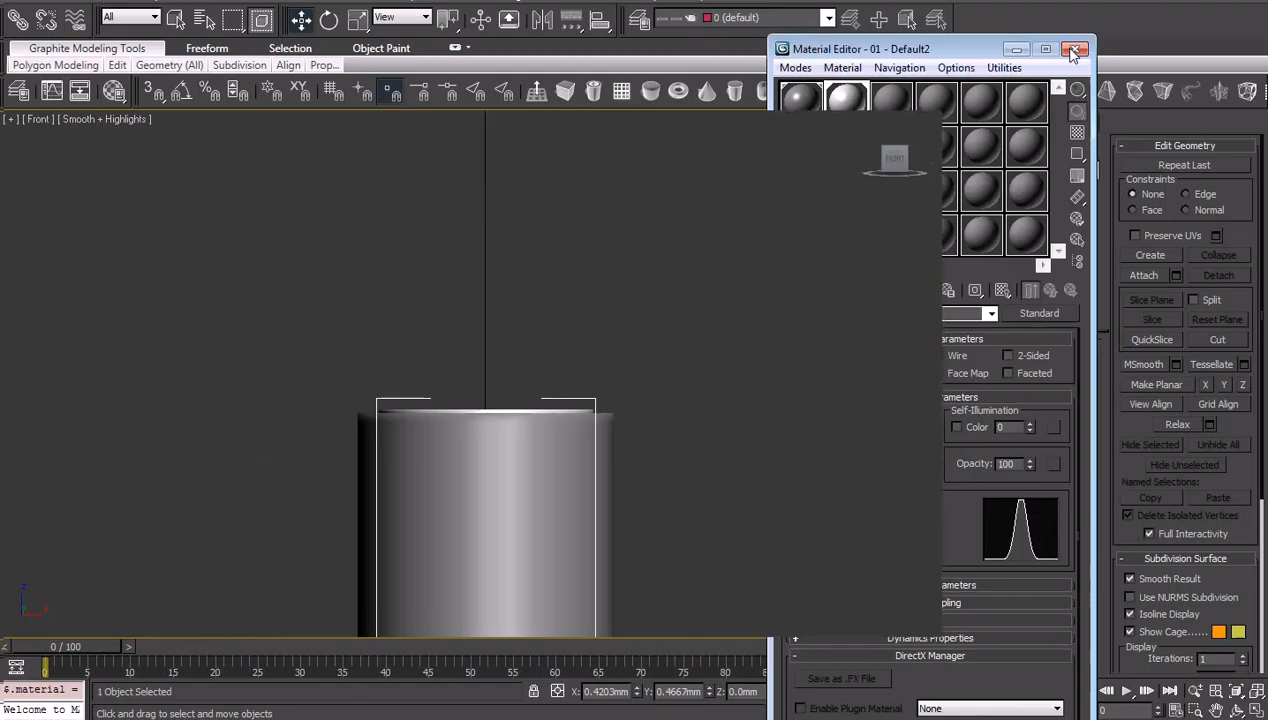 All
View
0 (default)
Graphite Modeling Tools
Freeform
Selection
Object Paint
Polygon Modeling
Edit
Geometry (All)
Subdivision
Align
Prop...
Material Editor - 01 - Default2
Modes
Material
Navigation
Options
Utilities
[ + ] [ Front ] [ Smooth + Highlights ]
Standard
arameters
Wire
2-Sided
Face Map
Faceted
arameters
Self-Illumination
Color
0
Opacity:
100
arameters
pling
Dynamics Properties
DirectX Manager
Save as .FX File
Enable Plugin Material
None
Edit Geometry
Repeat Last
Constraints
None
Edge
Face
Normal
Preserve UVs
Create
Collapse
Attach
Detach
Slice Plane
Split
Slice
Reset Plane
QuickSlice
Cut
MSmooth
Tessellate
Make Planar
X
Y
Z
View Align
Grid Align
Relax
Hide Selected
Unhide All
Hide Unselected
Named Selections:
Copy
Paste
Delete Isolated Vertices
Full Interactivity
Subdivision Surface
Smooth Result
Use NURMS Subdivision
Isoline Display
Show Cage......
Display
Iterations:
1
0 / 100
0 5 10 15 20 25 30 35 40 45 50 55 60 65 70 75 80
$.material =
1 Object Selected
X: 0.4203mm
Y: 0.4667mm
Z: 0.0mm
Welcome to M
Click and drag to select and move objects
0